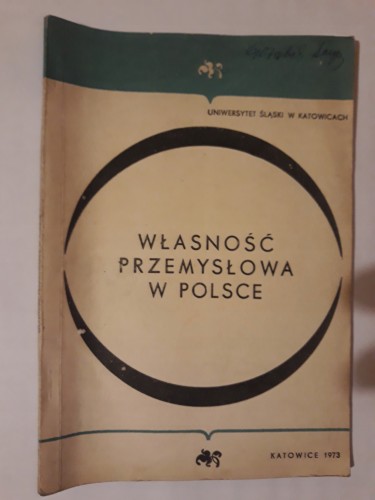 UNIWERSYTET ŚLĄSKI W KATOWICACH
WŁASNOŚĆ
PRZEMYSŁOWA
W POLSCE
KATOWICE 1973